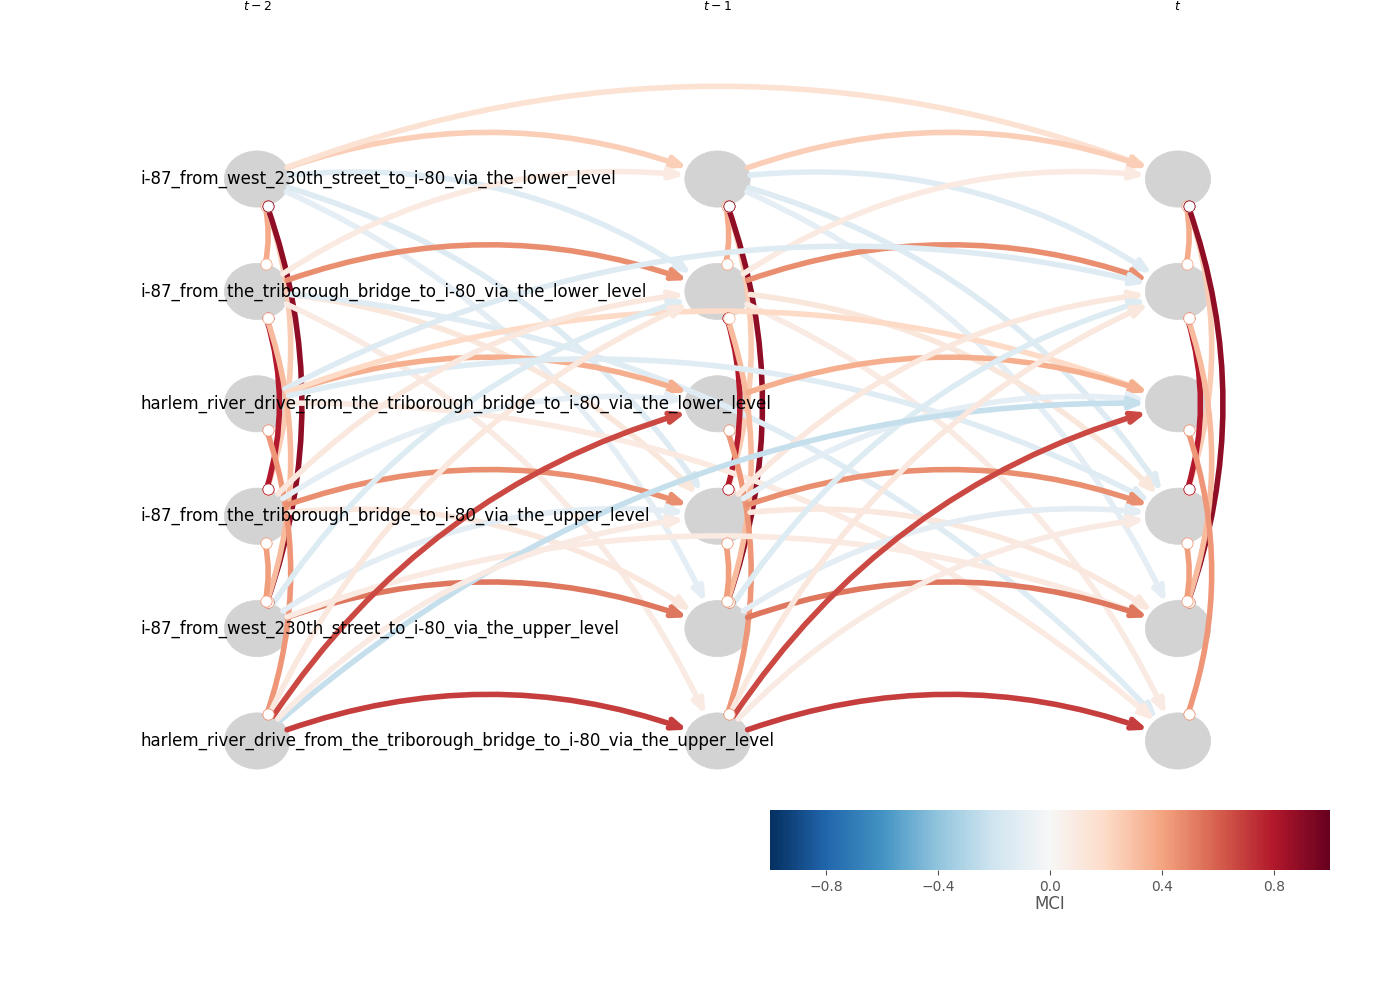 t − 2 t − 1 t
i-87_from_west_230th_street_to_i-80_via_the_lower_level
i-87_from_the_triborough_bridge_to_i-80_via_the_lower_level
harlem_river_drive_from_the_triborough_bridge_to_i-80_via_the_lower_level
i-87_from_the_triborough_bridge_to_i-80_via_the_upper_level
i-87_from_west_230th_street_to_i-80_via_the_upper_level
harlem_river_drive_from_the_triborough_bridge_to_i-80_via_the_upper_level
−0.8 −0.4 0.0 0.4 0.8
MCI